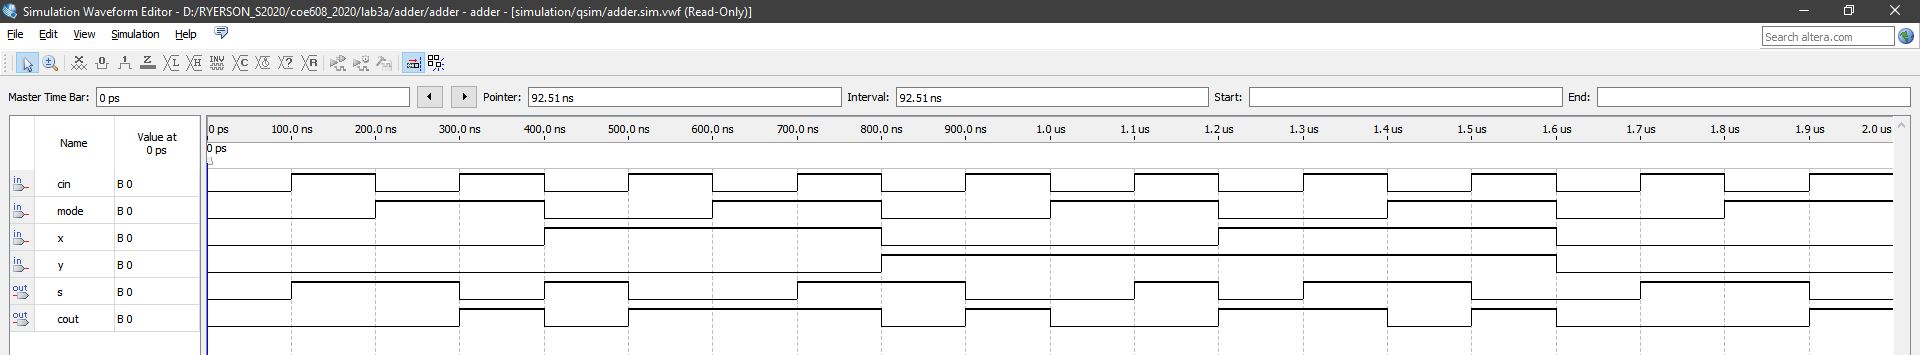 Simulation Waveform Editor - D:/RYERSON_S2020/coe608_2020/lab3a/adder/adder - adder - [simulation/qsim/adder.sim.vwf (Read-Only)]
File Edit View Simulation Help
Search altera.com
Master Time Bar: 0 ps Pointer: 92.51 ns Interval: 92.51 ns Start: End:
Name Value at 0 ps
0 ps 100.0 ns 200.0 ns 300.0 ns 400.0 ns 500.0 ns 600.0 ns 700.0 ns 800.0 ns 900.0 ns 1.0 us 1.1 us 1.2 us 1.3 us 1.4 us 1.5 us 1.6 us 1.7 us 1.8 us 1.9 us 2.0 us
0 ps
in cin B 0
in mode B 0
in x B 0
in y B 0
out s B 0
out cout B 0